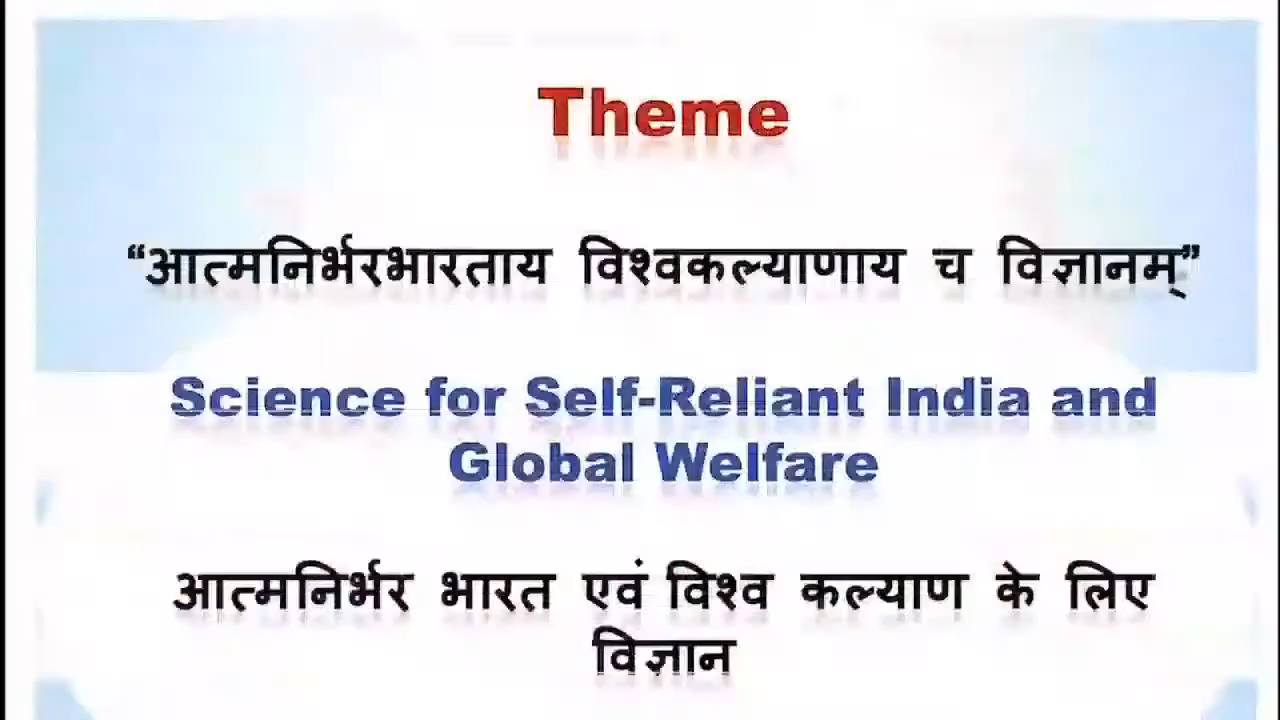 Theme
“आत्मनिर्भरभारताय विश्वकल्याणाय च विज्ञानम्”
Science for Self-Reliant India and
Global Welfare
आत्मनिर्भर भारत एवं विश्व कल्याण के लिए
विज्ञान